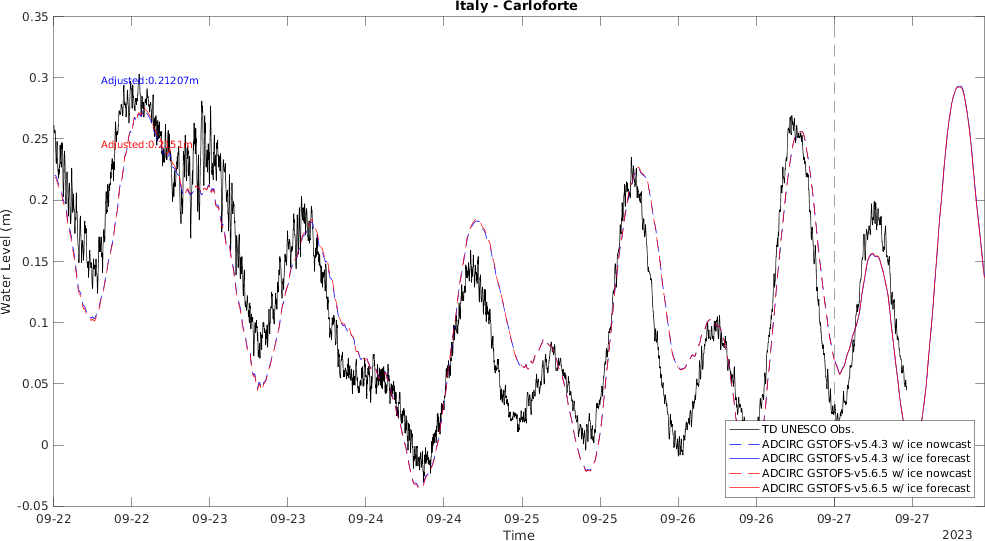 Italy - Carloforte
0.35
0.3
0.25
0.2
0.15
0.1
0.05
0
-0.05
Water Level (m)
Adjusted:0.21207m
TD UNESCO Obs.
ADCIRC GSTOFS-v5.4.3 w/ ice nowcast
ADCIRC GSTOFS-v5.4.3 w/ ice forecast
ADCIRC GSTOFS-v5.6.5 w/ ice nowcast
ADCIRC GSTOFS-v5.6.5 w/ ice forecast
09-22 09-22 09-23 09-23 09-24 09-24 09-25 09-25 09-26 09-26 09-27 09-27
Time
2023